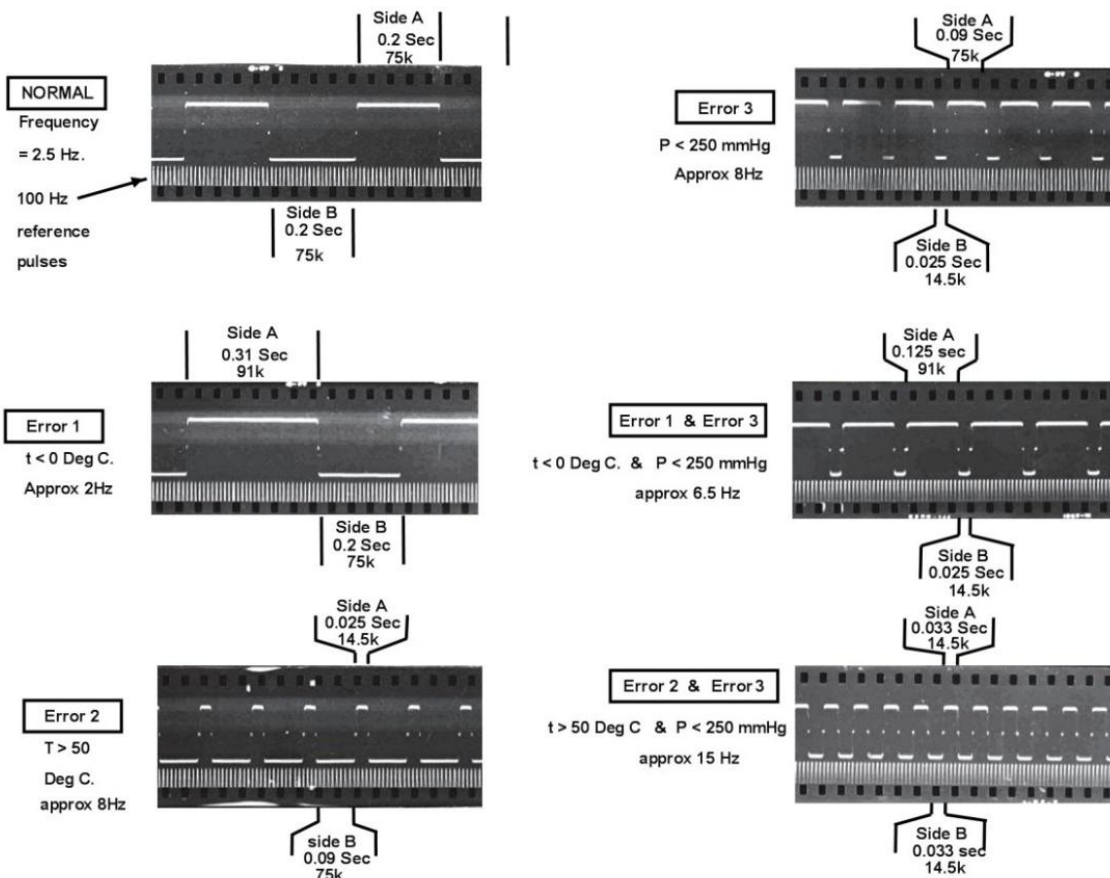 Side A
0.2 Sec
75k
NORMAL
Frequency
= 2.5 Hz.
100 Hz
reference
pulses
Side B
0.2 Sec
75k
Side A
0.09 Sec
75k
Error 3
P < 250 mmHg
Approx 8Hz
Side B
0.025 Sec
14.5k
Side A
0.31 Sec
91k
Error 1
t < 0 Deg C.
Approx 2Hz
Side B
0.2 Sec
75k
Side A
0.125 sec
91k
Error 1 & Error 3
t < 0 Deg C. & P < 250 mmHg
approx 6.5 Hz
Side B
0.025 Sec
14.5k
Side A
0.025 Sec
14.5k
Error 2
T > 50
Deg C.
approx 8Hz
side B
0.09 Sec
75k
Side A
0.033 Sec
14.5k
Error 2 & Error3
t > 50 Deg C & P < 250 mmHg
approx 15 Hz
Side B
0.033 sec
14.5k